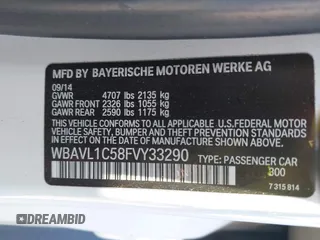 MFD BY BAYERISCHE MOTOREN WERKE AG
09/14
GVWR 4707 lbs 2135 kg
GAWR FRONT 2326 lbs 1055 kg
GAWR REAR 2590 lbs 1175 kg
THIS VEHICLE CONFORMS TO ALL APPLICABLE
U.S. FEDERAL MOTOR VEHICLE
SAFETY, BUMPER, AND THEFT PREVENTION
STANDARDS IN EFFECT ON THE DATE OF
MANUFACTURE SHOWN ABOVE.
WBAVL1C58FVY33290 TYPE: PASSENGER CAR
300
7 315 814
DREAMBID